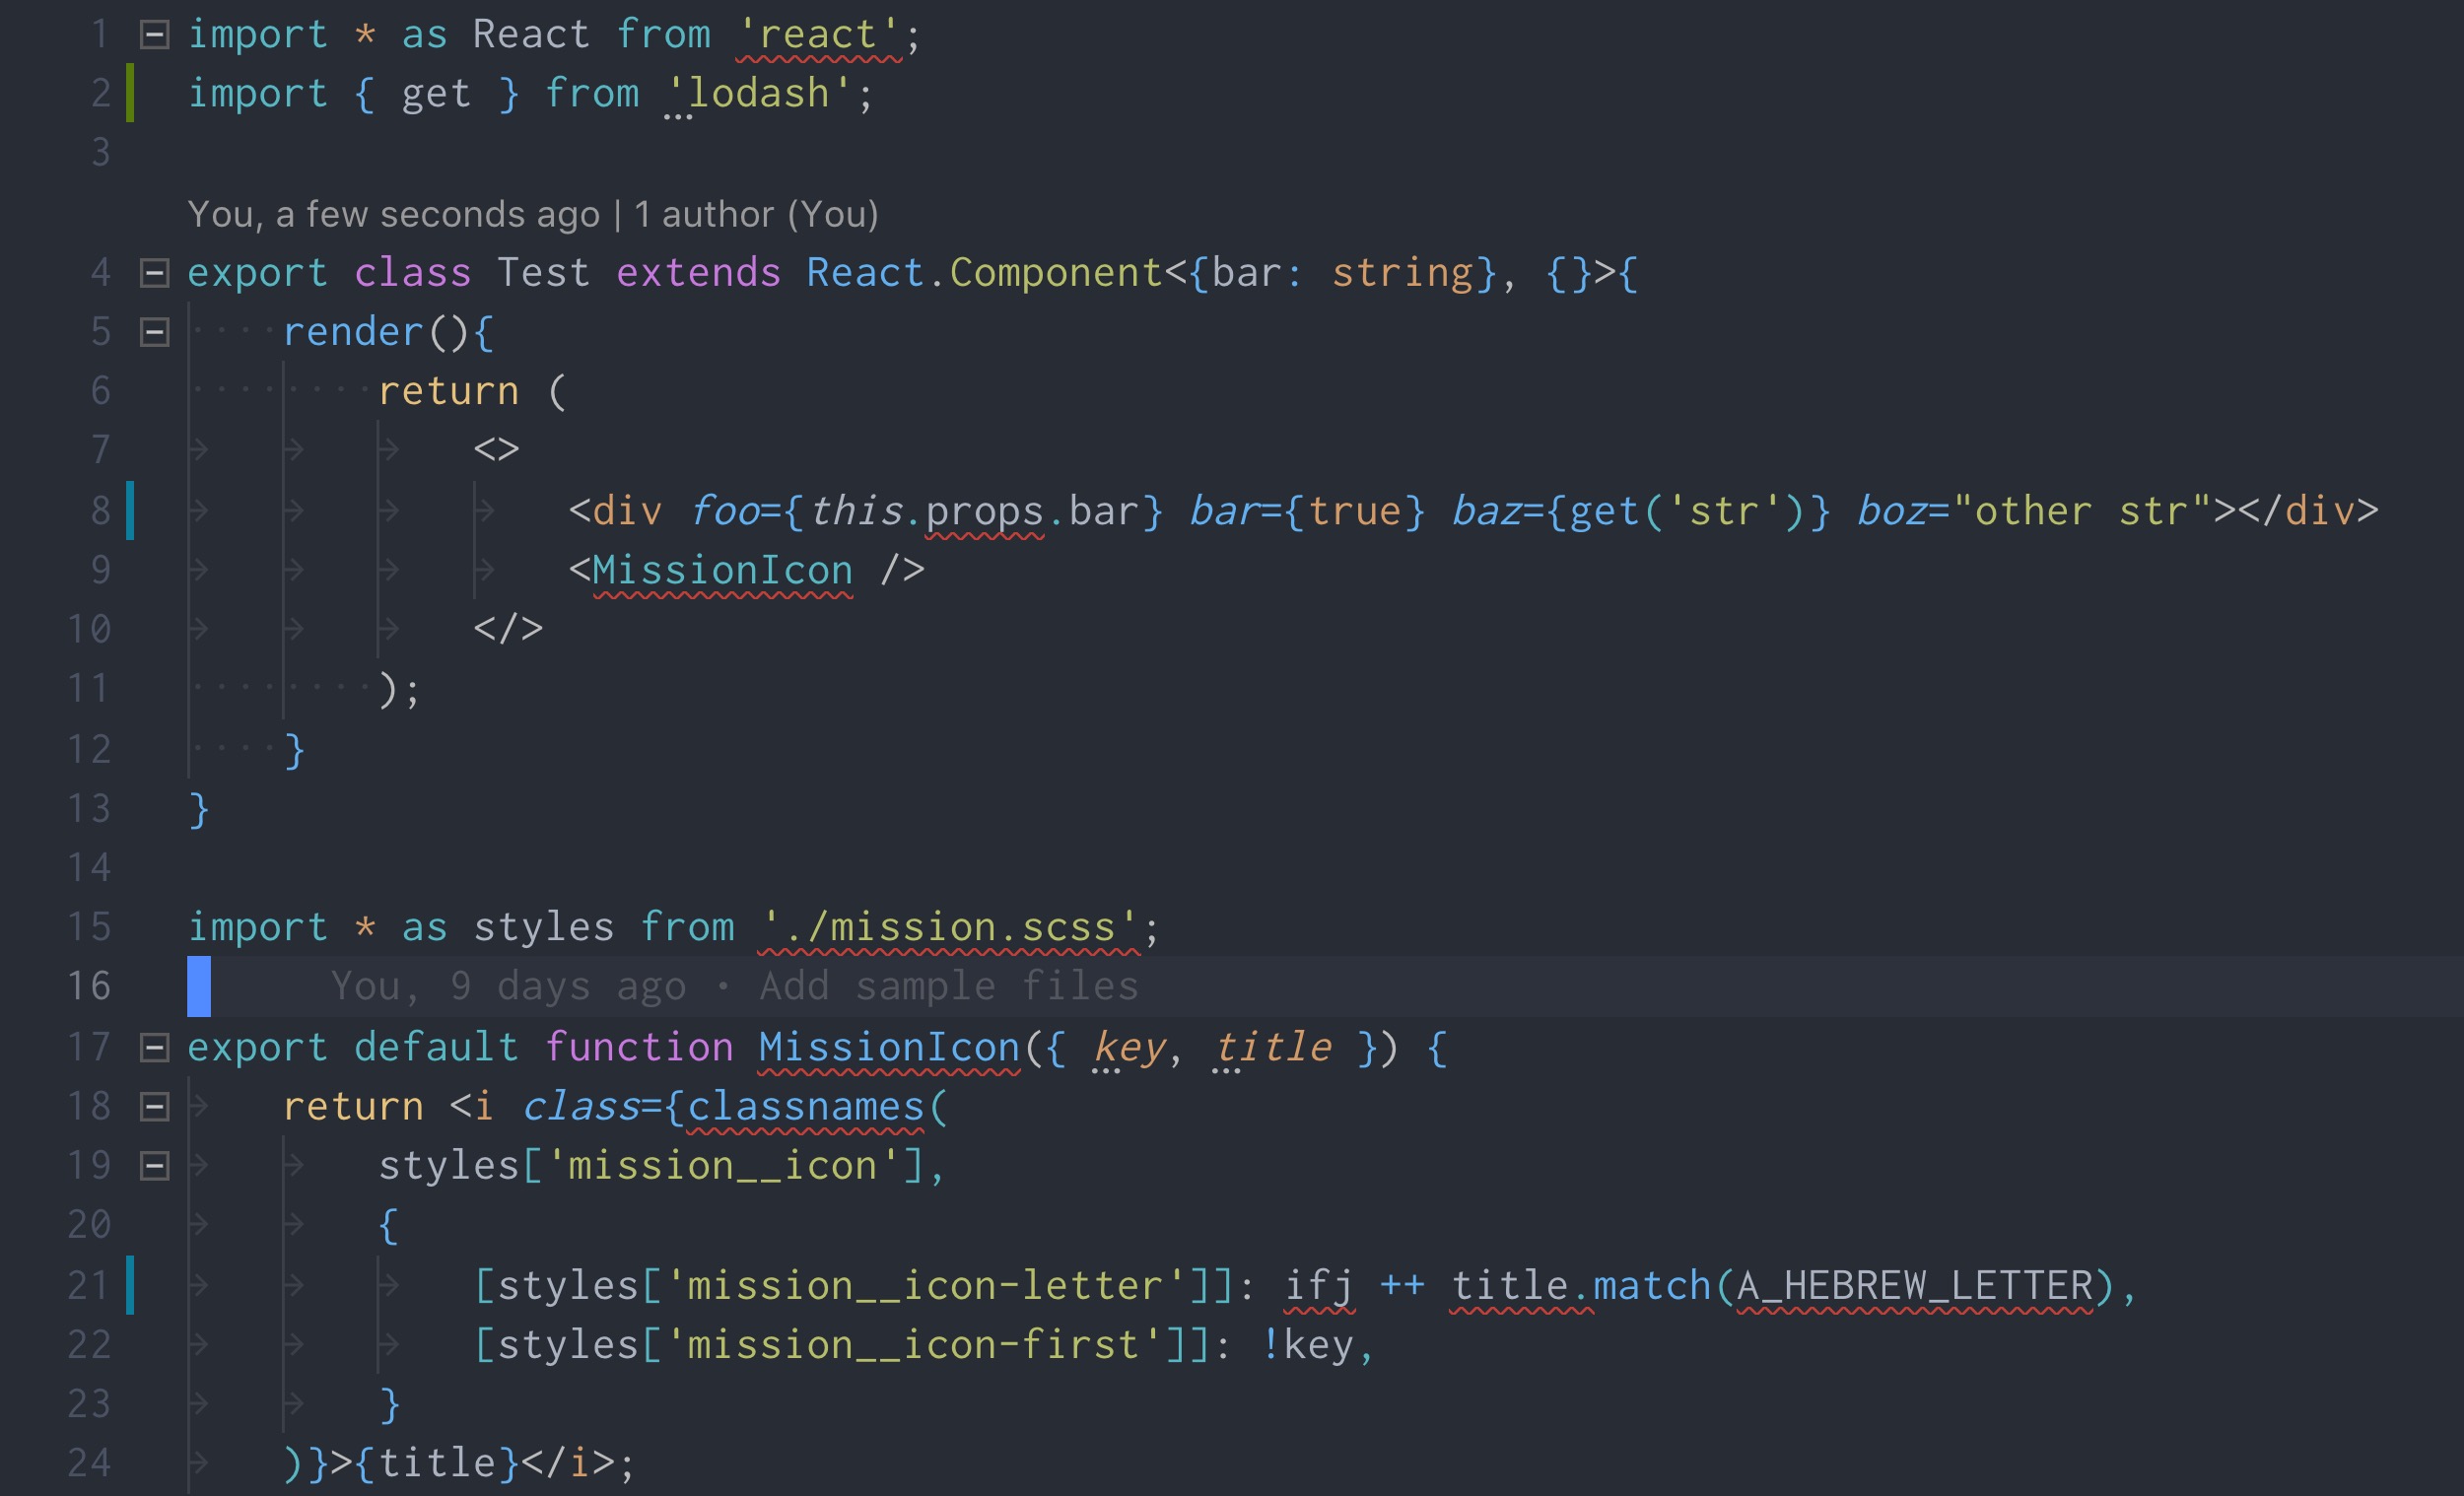 1 import * as React from 'react';
2 import { get } from 'lodash';
3
You, a few seconds ago | 1 author (You)
4 export class Test extends React.Component<{bar: string}, {}>{
5     render(){
6         return (
7             <>
8                 <div foo={this.props.bar} bar={true} baz={get('str')} boz="other str"></div>
9                 <MissionIcon />
10             </>
11         );
12     }
13 }
14
15 import * as styles from './mission.scss';
16 You, 9 days ago • Add sample files
17 export default function MissionIcon({ key, title }) {
18     return <i class={classnames(
19         styles['mission__icon'],
20         {
21             [styles['mission__icon-letter']]: ifj ++ title.match(A_HEBREW_LETTER),
22             [styles['mission__icon-first']]: !key,
23         }
24     )}>{title}</i>;